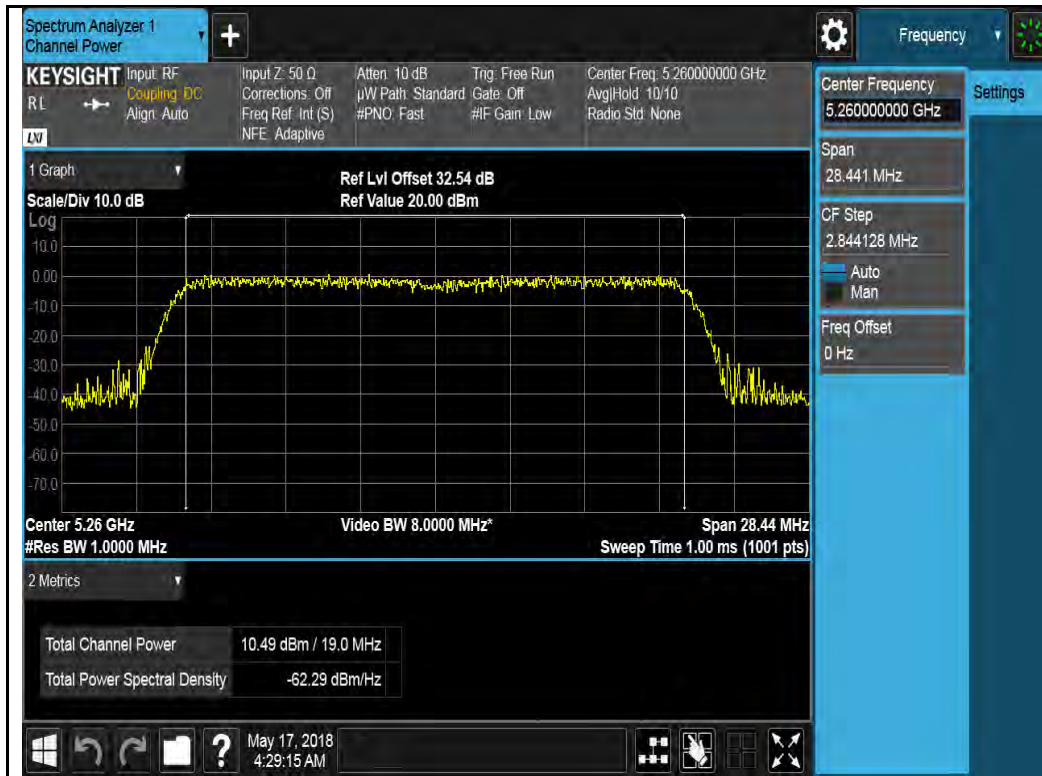 Spectrum Analyzer 1
Channel Power
+
Frequency
KEYSIGHT
RL
LXI
Input: RF
Coupling: DC
Align: Auto
Input Z: 50 Ω
Corrections: Off
Freq Ref: Int (S)
NFE: Adaptive
Atten: 10 dB
µW Path: Standard
#PNO: Fast
Trig: Free Run
Gate: Off
#IF Gain: Low
Center Freq: 5.260000000 GHz
Avg|Hold: 10/10
Radio Std: None
Center Frequency
5.260000000 GHz
Settings
Span
28.441 MHz
CF Step
2.844128 MHz
Auto
Man
Freq Offset
0 Hz
1 Graph
Scale/Div 10.0 dB
Ref Lvl Offset 32.54 dB
Ref Value 20.00 dBm
Log
10.0
0.00
-10.0
-20.0
-30.0
-40.0
-50.0
-60.0
-70.0
Center 5.26 GHz
#Res BW 1.0000 MHz
Video BW 8.0000 MHz*
Span 28.44 MHz
Sweep Time 1.00 ms (1001 pts)
2 Metrics
Total Channel Power 10.49 dBm / 19.0 MHz
Total Power Spectral Density -62.29 dBm/Hz
?
May 17, 2018
4:29:15 AM